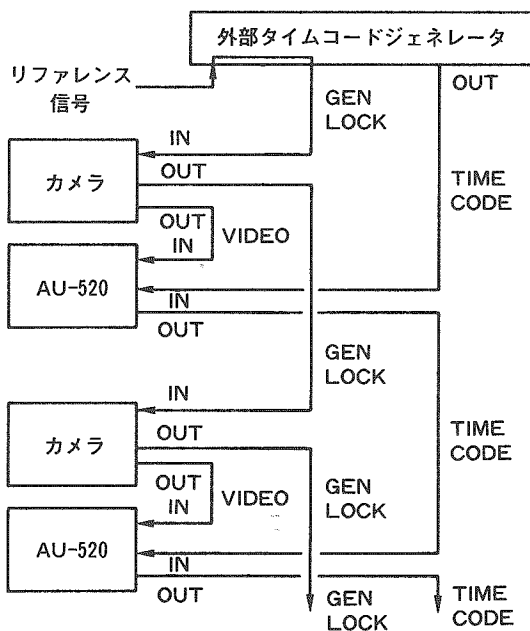 外部タイムコードジェネレータ
リファレンス
信号
OUT
GEN
LOCK
IN
カメラ
OUT
TIME
CODE
OUT
IN
VIDEO
AU-520
IN
OUT
GEN
LOCK
IN
カメラ
OUT
TIME
CODE
OUT
IN
VIDEO
GEN
LOCK
AU-520
IN
OUT
GEN
LOCK
TIME
CODE